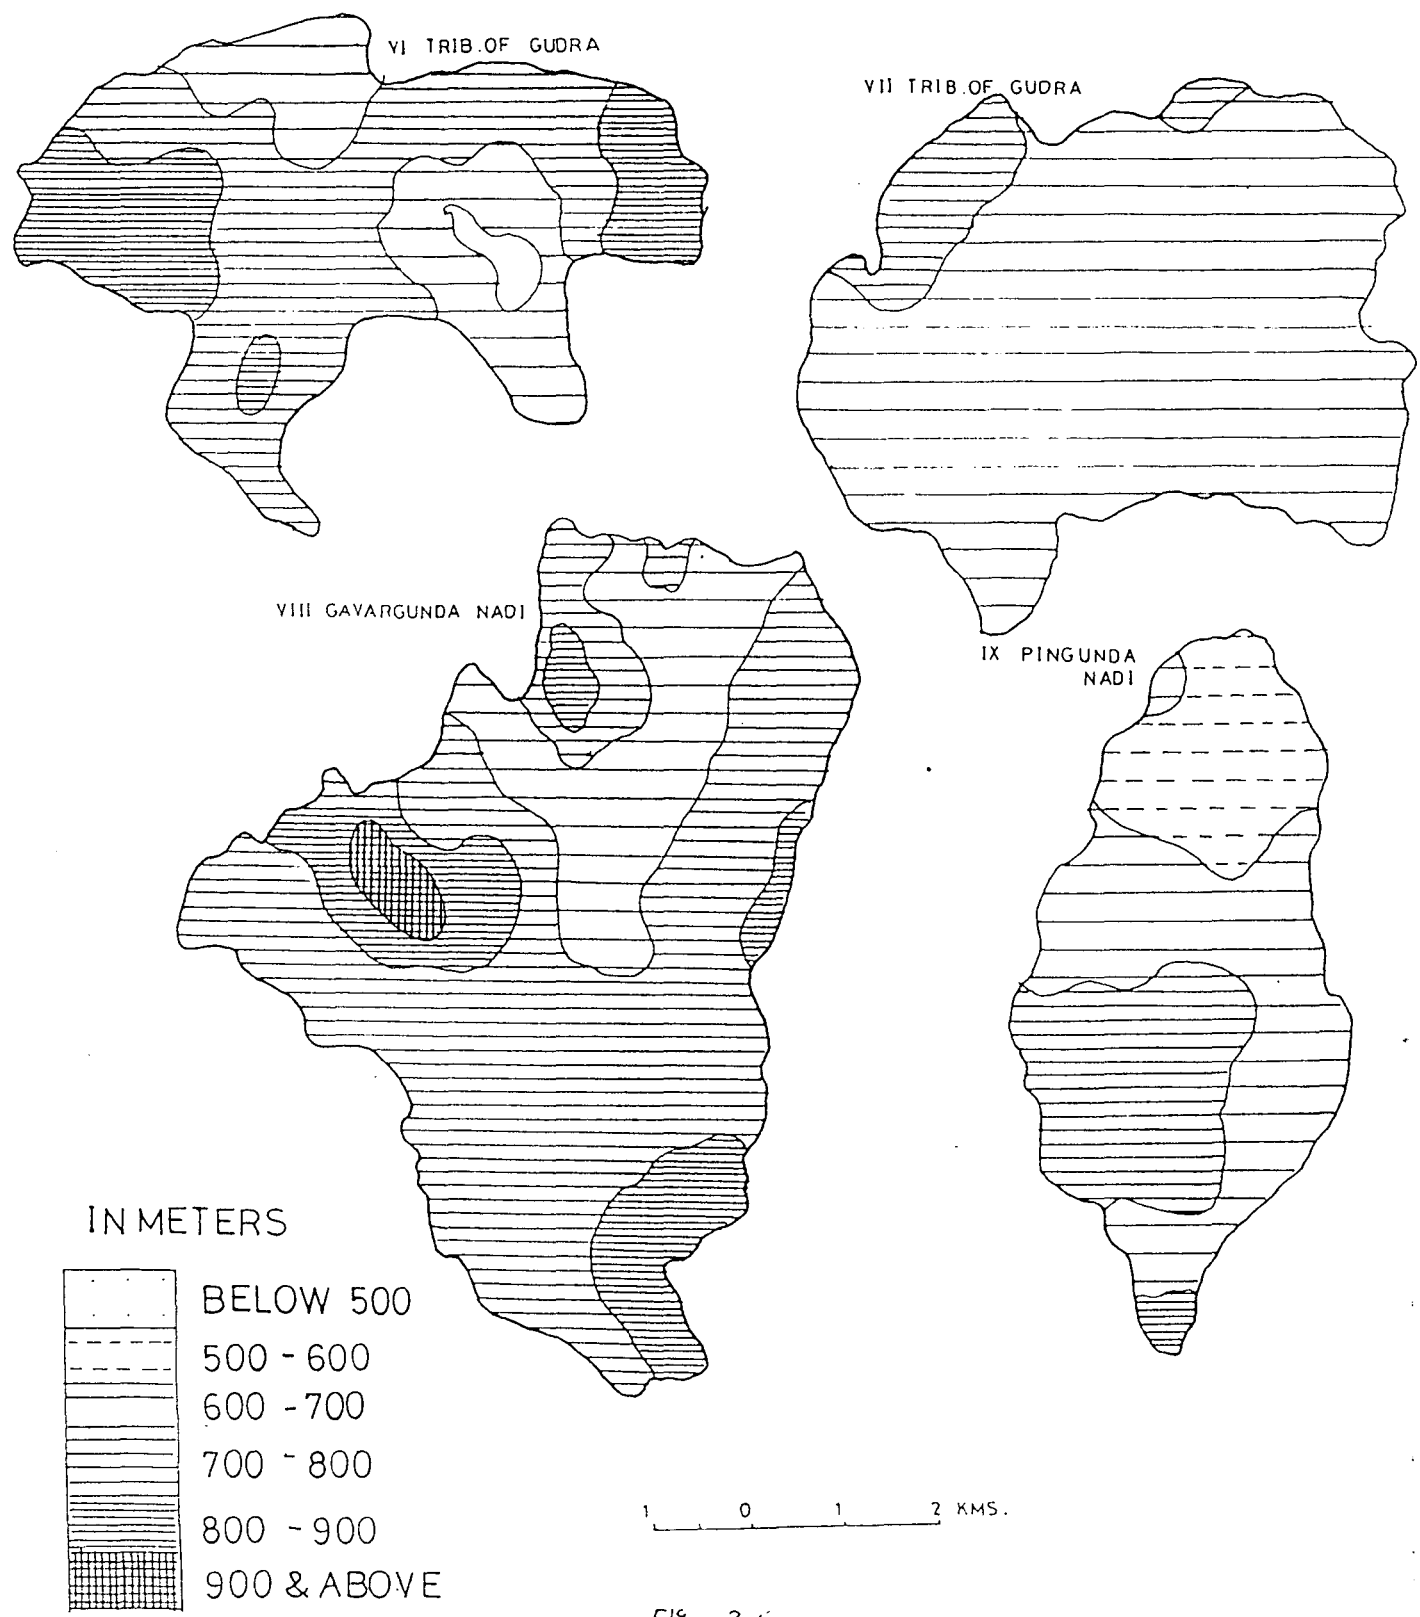 VI TRIB. OF GUDRA
VII TRIB. OF GUDRA
VIII GAVARGUNDA NADI
IX PINGUNDA
NADI
IN METERS
BELOW 500
500 - 600
600 - 700
700 - 800
800 - 900
900 & ABOVE
1 0 1 2 KMS.
FIG